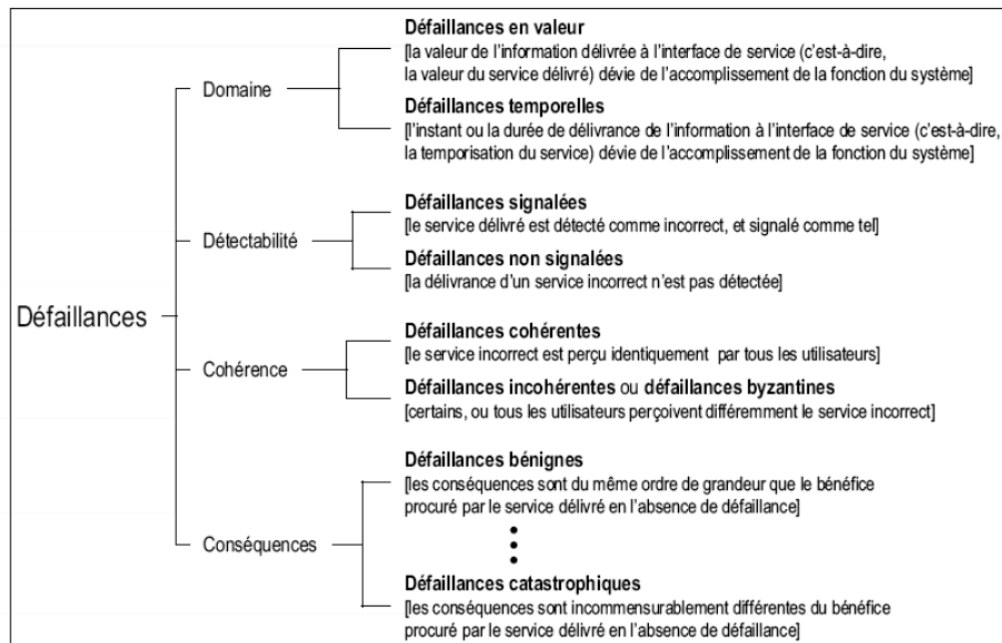 Défaillances en valeur
[la valeur de l'information délivrée à l'interface de service (c'est-à-dire,
la valeur du service délivré) dévie de l'accomplissement de la fonction du système]
Domaine
Défaillances temporelles
[l'instant ou la durée de délivrance de l'information à l'interface de service (c'est-à-dire,
la temporisation du service) dévie de l'accomplissement de la fonction du système]
Défaillances signalées
[le service délivré est détecté comme incorrect, et signalé comme tel]
Détectabilité
Défaillances non signalées
[la délivrance d'un service incorrect n'est pas détectée]
Défaillances
Défaillances cohérentes
[le service incorrect est perçu identiquement par tous les utilisateurs]
Cohérence
Défaillances incohérentes ou défaillances byzantines
[certains, ou tous les utilisateurs perçoivent différemment le service incorrect]
Défaillances bénignes
[les conséquences sont du même ordre de grandeur que le bénéfice
procuré par le service délivré en l'absence de défaillance]
Conséquences
Défaillances catastrophiques
[les conséquences sont incommensurablement différentes du bénéfice
procuré par le service délivré en l'absence de défaillance]